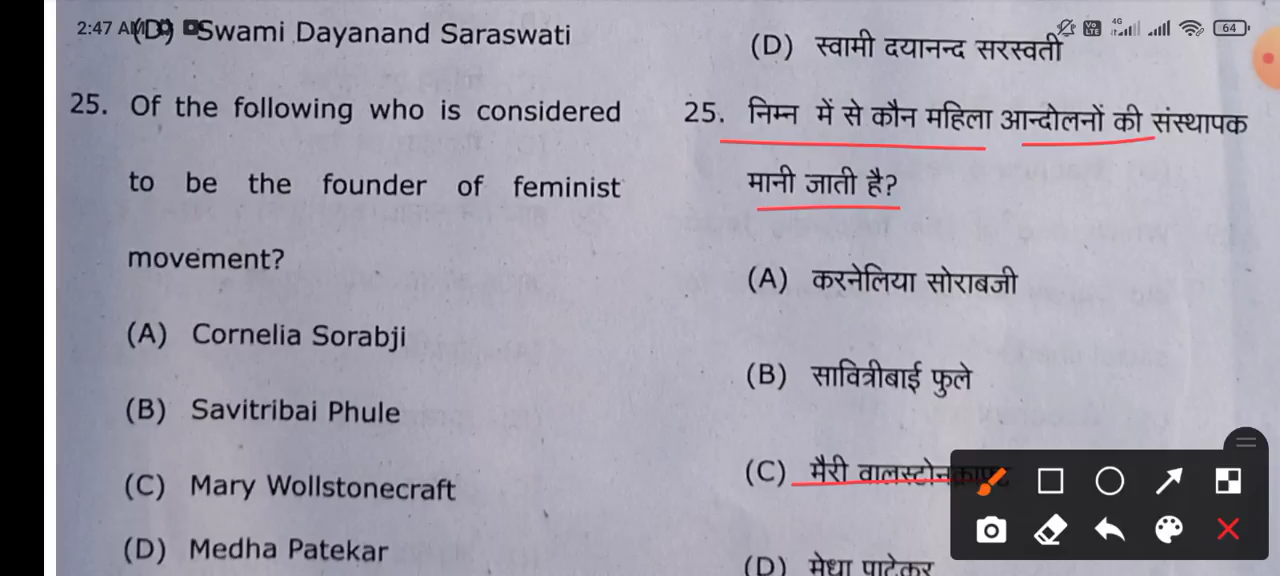 2:47 AM
64
(D) Swami Dayanand Saraswati
25. Of the following who is considered
to be the founder of feminist
movement?
(A) Cornelia Sorabji
(B) Savitribai Phule
(C) Mary Wollstonecraft
(D) Medha Patekar
(D) स्वामी दयानन्द सरस्वती
25. निम्न में से कौन महिला आन्दोलनों की संस्थापक
मानी जाती है?
(A) करनेलिया सोराबजी
(B) सावित्रीबाई फुले
(C) मैरी वालस्टोनक्राफ्ट
(D) मेधा पाटेकर